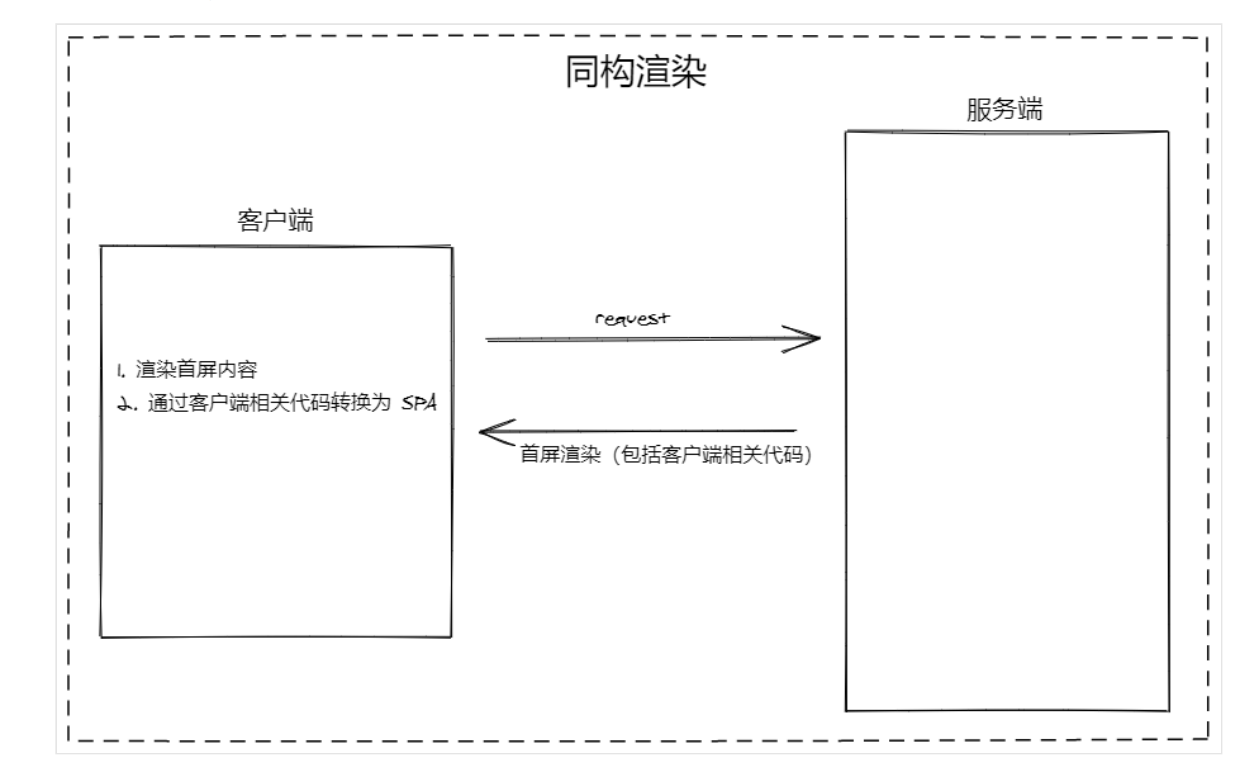 同构渲染
服务端
客户端
request
1. 渲染首屏内容
2. 通过客户端相关代码转换为 SPA
首屏渲染（包括客户端相关代码）